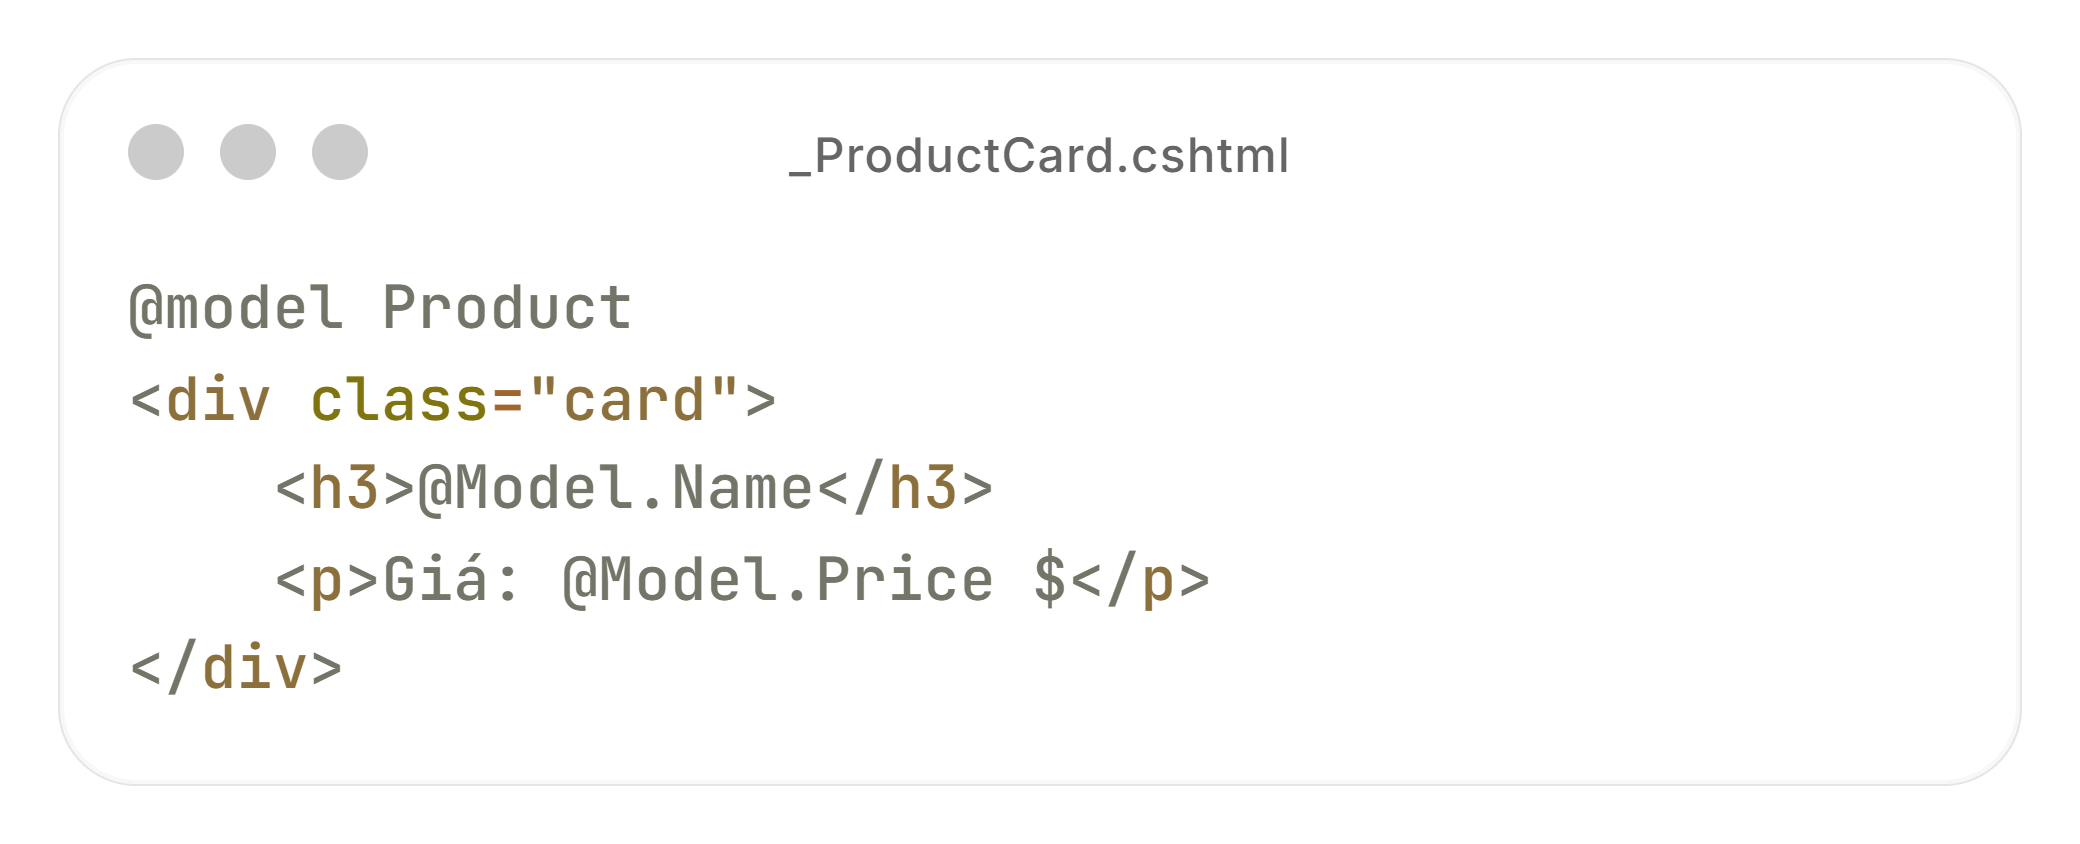 _ProductCard.cshtml
@model Product
<div class="card">
    <h3>@Model.Name</h3>
    <p>Giá: @Model.Price $</p>
</div>